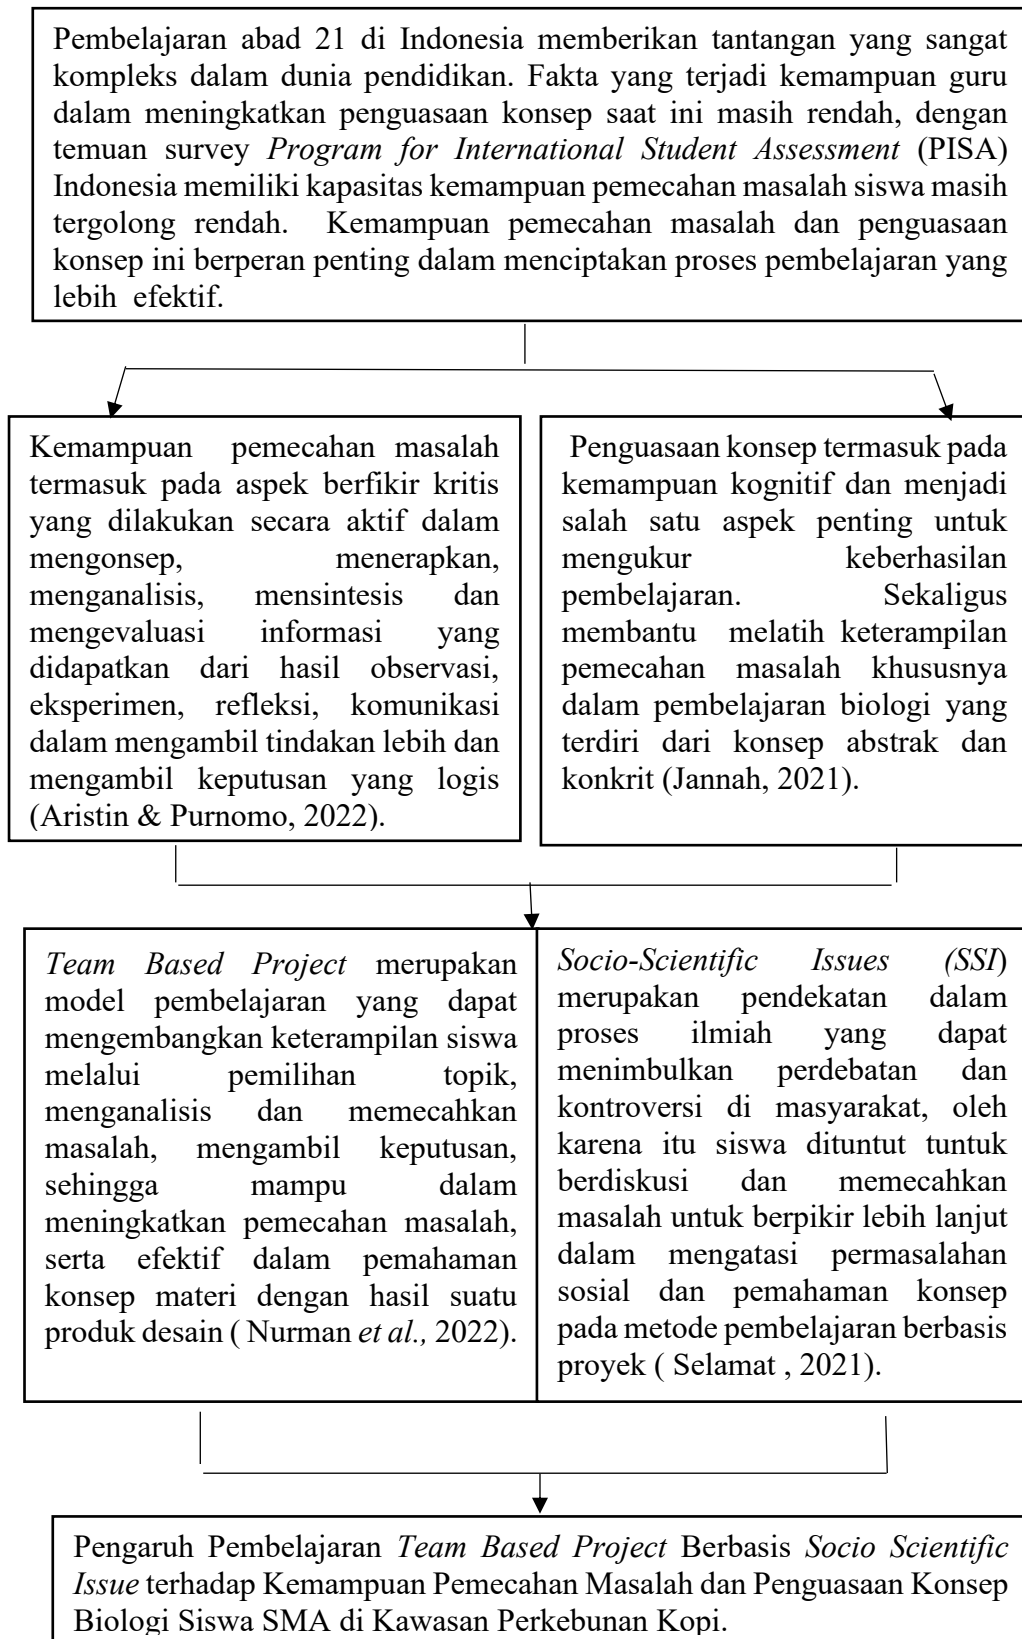 Pembelajaran abad 21 di Indonesia memberikan tantangan yang sangat
kompleks dalam dunia pendidikan. Fakta yang terjadi kemampuan guru
dalam meningkatkan penguasaan konsep saat ini masih rendah, dengan
temuan survey Program for International Student Assessment (PISA)
Indonesia memiliki kapasitas kemampuan pemecahan masalah siswa masih
tergolong rendah. Kemampuan pemecahan masalah dan penguasaan
konsep ini berperan penting dalam menciptakan proses pembelajaran yang
lebih efektif.
Kemampuan pemecahan masalah
termasuk pada aspek berfikir kritis
yang dilakukan secara aktif dalam
mengonsep, menerapkan,
menganalisis, mensintesis dan
mengevaluasi informasi yang
didapatkan dari hasil observasi,
eksperimen, refleksi, komunikasi
dalam mengambil tindakan lebih dan
mengambil keputusan yang logis
(Aristin & Purnomo, 2022).
Penguasaan konsep termasuk pada
kemampuan kognitif dan menjadi
salah satu aspek penting untuk
mengukur keberhasilan
pembelajaran. Sekaligus
membantu melatih keterampilan
pemecahan masalah khususnya
dalam pembelajaran biologi yang
terdiri dari konsep abstrak dan
konkrit (Jannah, 2021).
Team Based Project merupakan
model pembelajaran yang dapat
mengembangkan keterampilan siswa
melalui pemilihan topik,
menganalisis dan memecahkan
masalah, mengambil keputusan,
sehingga mampu dalam
meningkatkan pemecahan masalah,
serta efektif dalam pemahaman
konsep materi dengan hasil suatu
produk desain ( Nurman et al., 2022).
Socio-Scientific Issues (SSI)
merupakan pendekatan dalam
proses ilmiah yang dapat
menimbulkan perdebatan dan
kontroversi di masyarakat, oleh
karena itu siswa dituntut tuntuk
berdiskusi dan memecahkan
masalah untuk berpikir lebih lanjut
dalam mengatasi permasalahan
sosial dan pemahaman konsep
pada metode pembelajaran berbasis
proyek ( Selamat , 2021).
Pengaruh Pembelajaran Team Based Project Berbasis Socio Scientific
Issue terhadap Kemampuan Pemecahan Masalah dan Penguasaan Konsep
Biologi Siswa SMA di Kawasan Perkebunan Kopi.